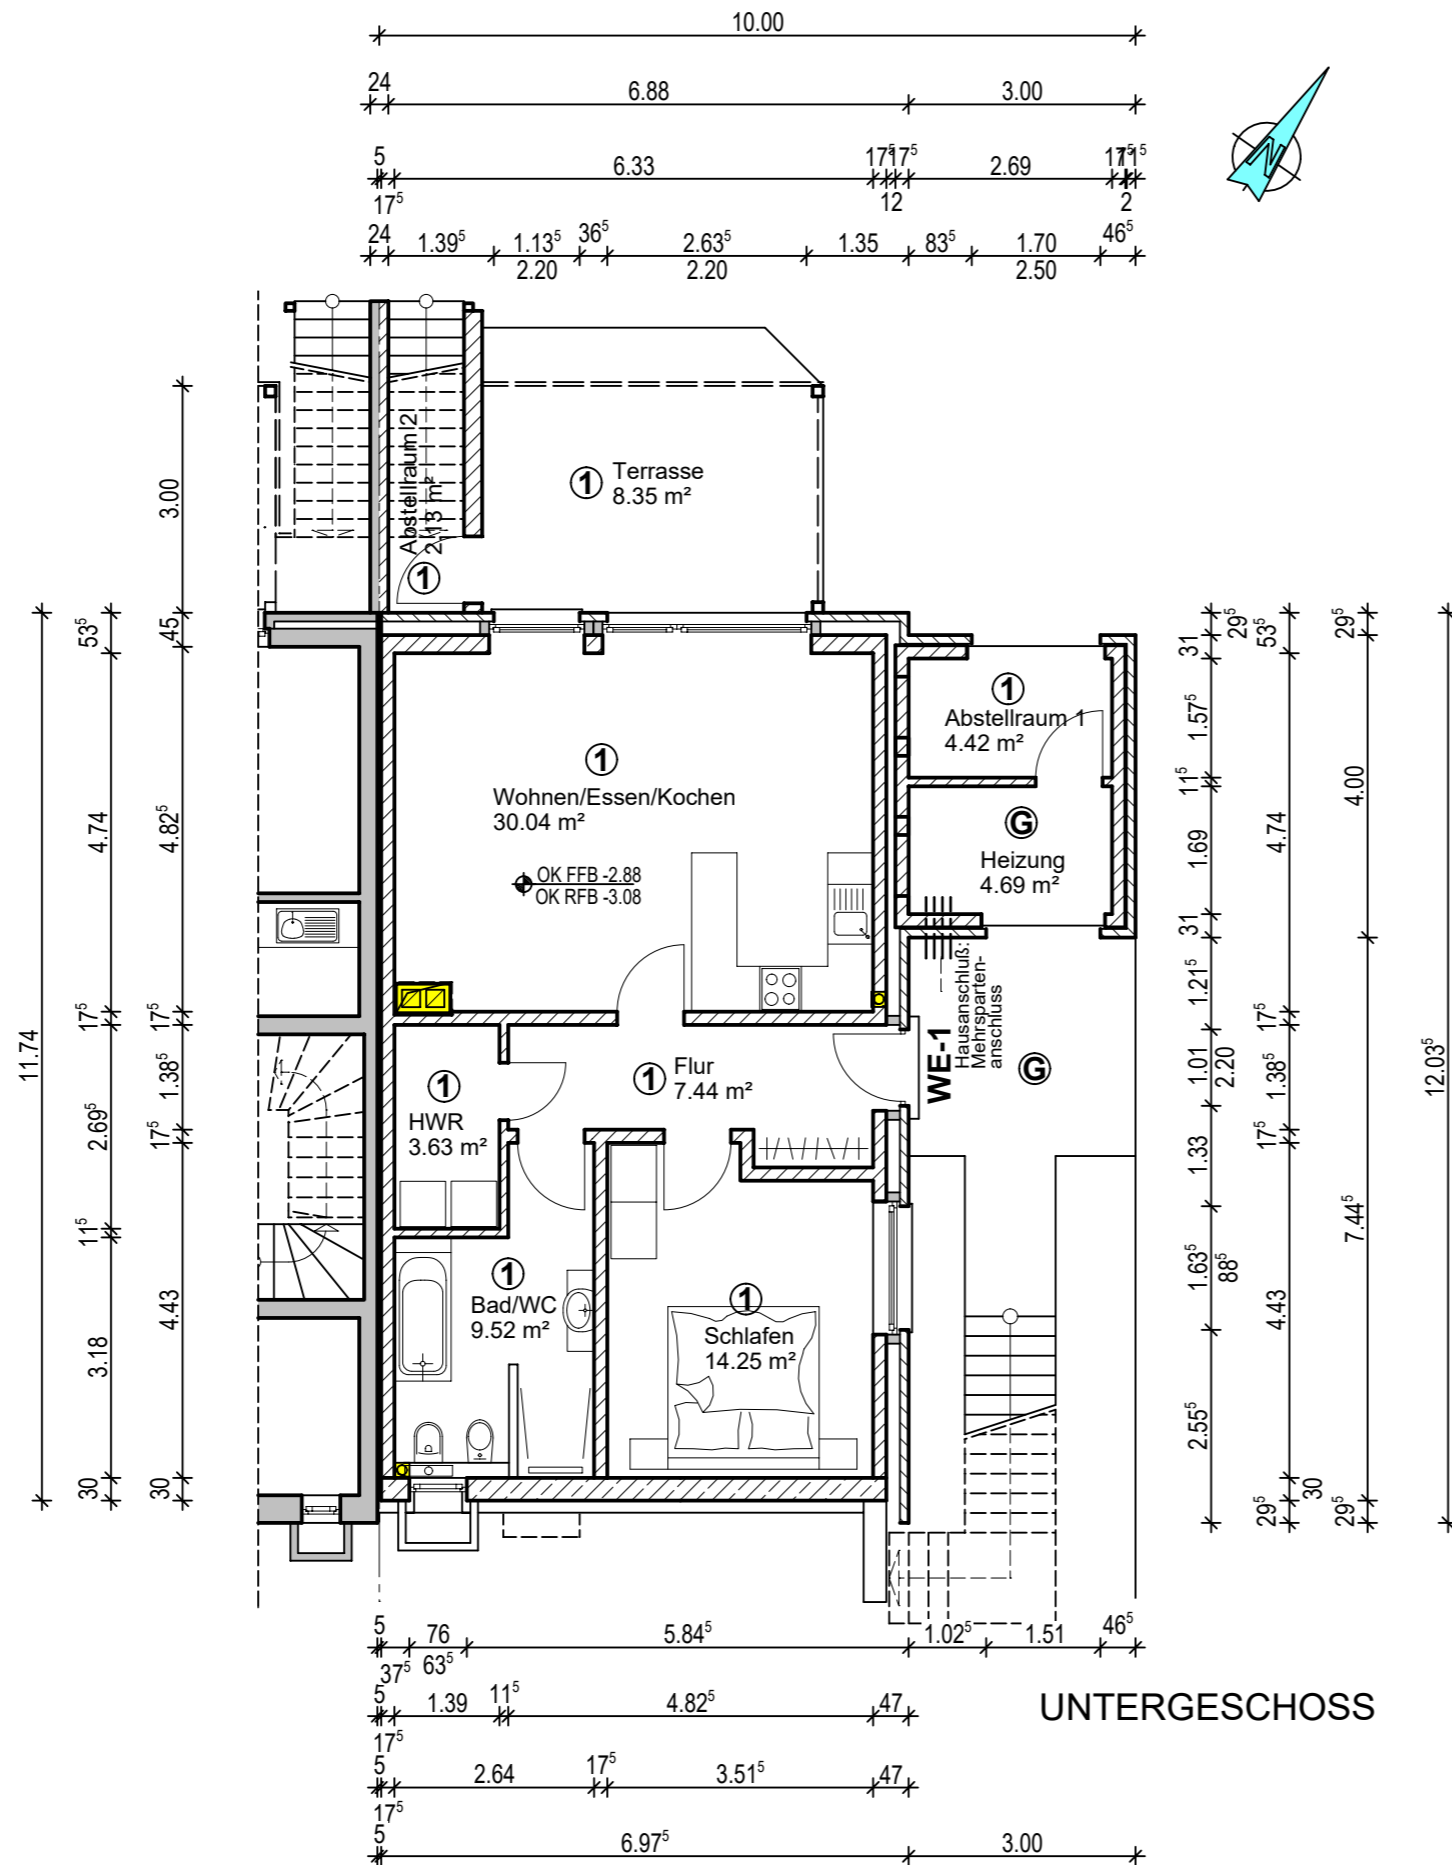 10.00
24 6.88 3.00
5 6.33 17⁵ 17⁵ 2.69 17⁵ 11⁵
17⁵ 12 2
24 1.39⁵ 1.13⁵ 36⁵ 2.63⁵ 1.35 83⁵ 1.70 46⁵
2.20 2.20 2.50
N
Abstellraum 2
2.13 m²
1
1 Terrasse
8.35 m²
1
Abstellraum 1
4.42 m²
1
Wohnen/Essen/Kochen
30.04 m²
OK FFB -2.88
OK RFB -3.08
G
Heizung
4.69 m²
Hausanschluß:
Mehrsparten-
anschluss
WE-1
G
1 Flur
7.44 m²
1
HWR
3.63 m²
1
Bad/WC
9.52 m²
1
Schlafen
14.25 m²
11.74
53⁵
4.74
17⁵
2.69⁵
11⁵
3.18
30
3.00
45
4.82⁵
17⁵
1.38⁵
17⁵
4.43
30
31
1.57⁵
11⁵
1.69
31
1.21⁵
1.01
2.20
1.33
1.63⁵
88⁵
2.55⁵
29⁵
53⁵
4.74
17⁵
1.38⁵
17⁵
4.43
30
29⁵
29⁵
4.00
7.44⁵
29⁵
12.03⁵
5 76 5.84⁵ 1.02⁵ 1.51 46⁵
37⁵ 63⁵
5 1.39 11⁵ 4.82⁵ 47
17⁵
UNTERGESCHOSS
5 2.64 17⁵ 3.51⁵ 47
17⁵
5 6.97⁵ 3.00